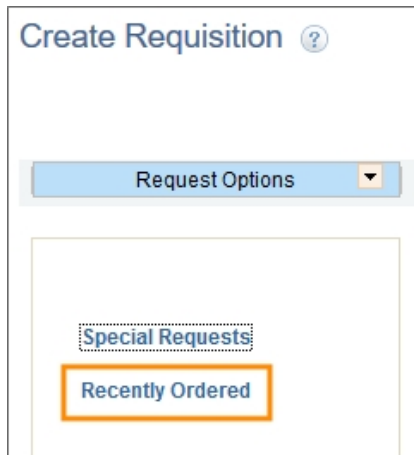 Create Requisition ?
Request Options
Special Requests
Recently Ordered